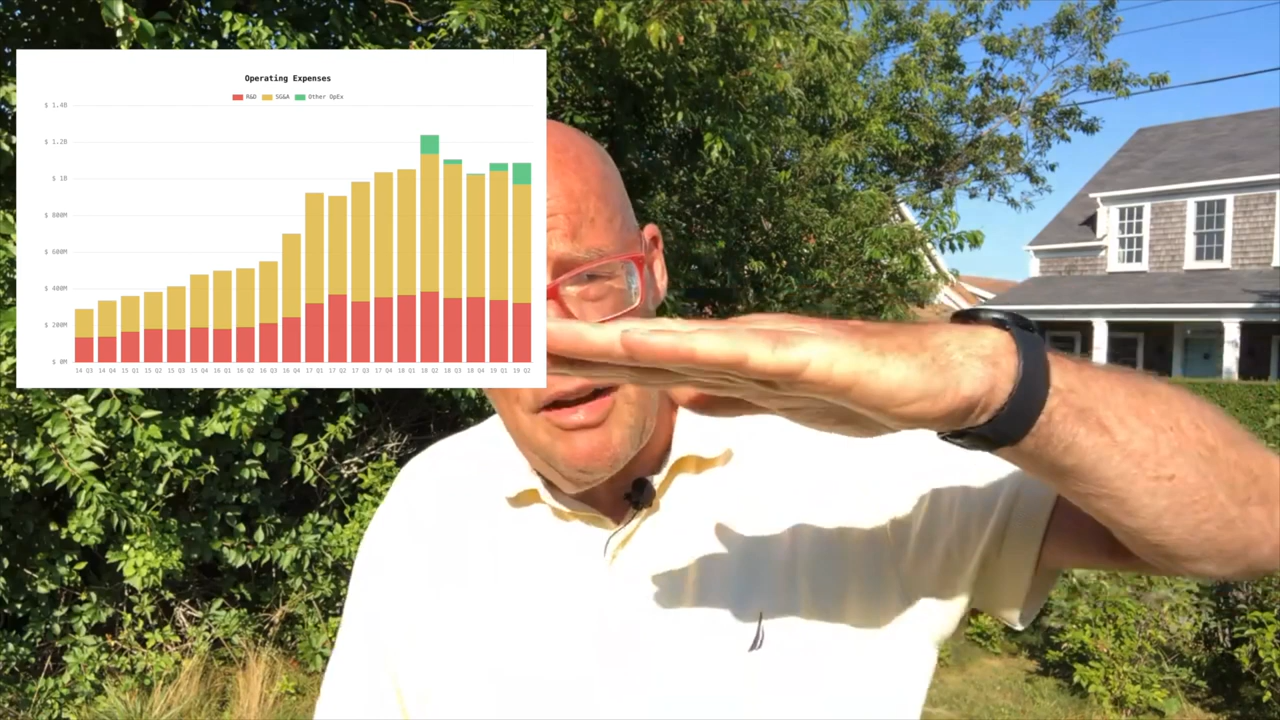 Operating Expenses
R&D SG&A Other OpEx
$ 1.4B
$ 1.2B
$ 1B
$ 800M
$ 600M
$ 400M
$ 200M
$ 0M
14 Q3 14 Q4 15 Q1 15 Q2 15 Q3 15 Q4 16 Q1 16 Q2 16 Q3 16 Q4 17 Q1 17 Q2 17 Q3 17 Q4 18 Q1 18 Q2 18 Q3 18 Q4 19 Q1 19 Q2